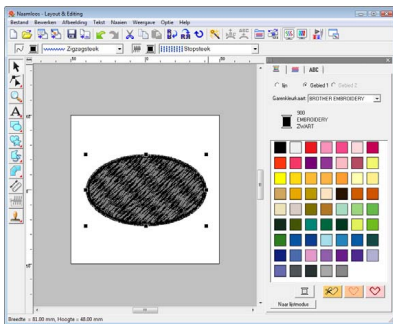 Naamloos - Layout & Editing
Bestand Bewerken Afbeelding Tekst Naaien Weergave Optie Help
Zigzagsteek Stopsteek
ABC
lijn Gebied 1 Gebied 2
Garenkleurkaart BROTHER EMBROIDERY
900
EMBROIDERY
ZWART
Naar lijstmodus
Breedte = 81.00 mm, Hoogte = 48.00 mm